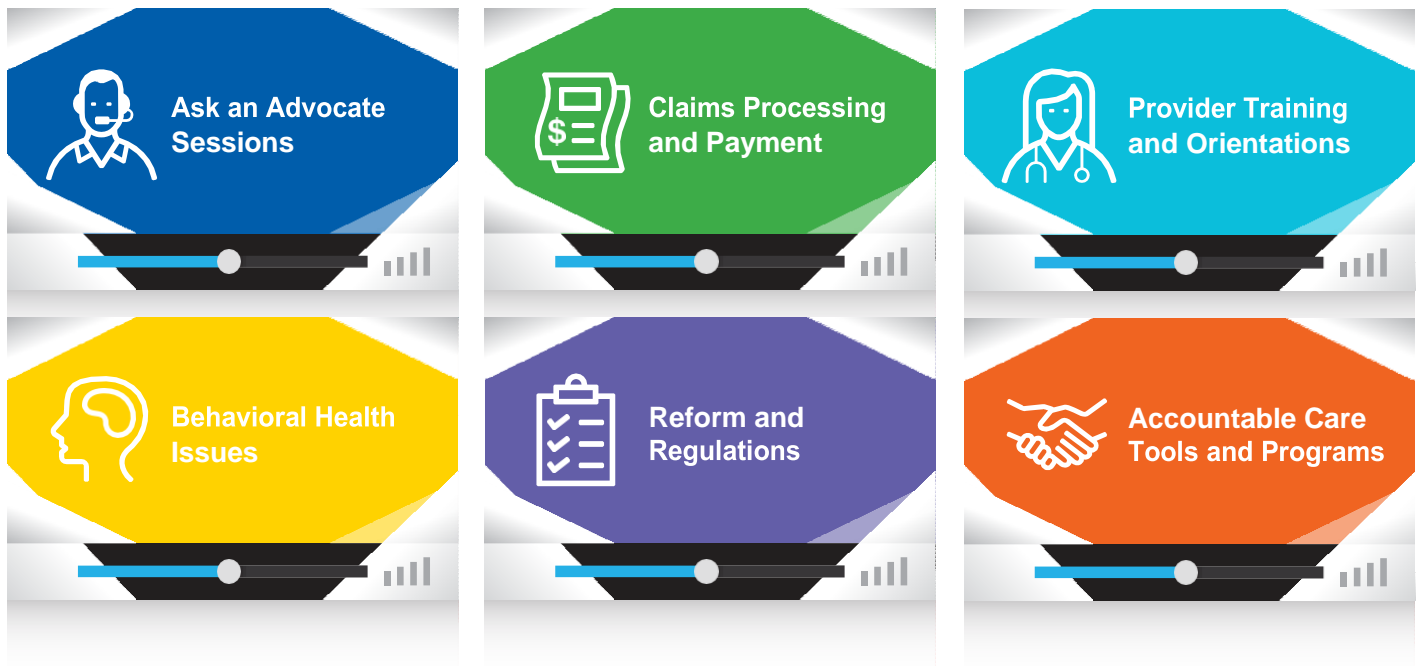 Ask an Advocate
Sessions
Claims Processing
and Payment
$
Provider Training
and Orientations
Behavioral Health
Issues
Reform and
Regulations
Accountable Care
Tools and Programs